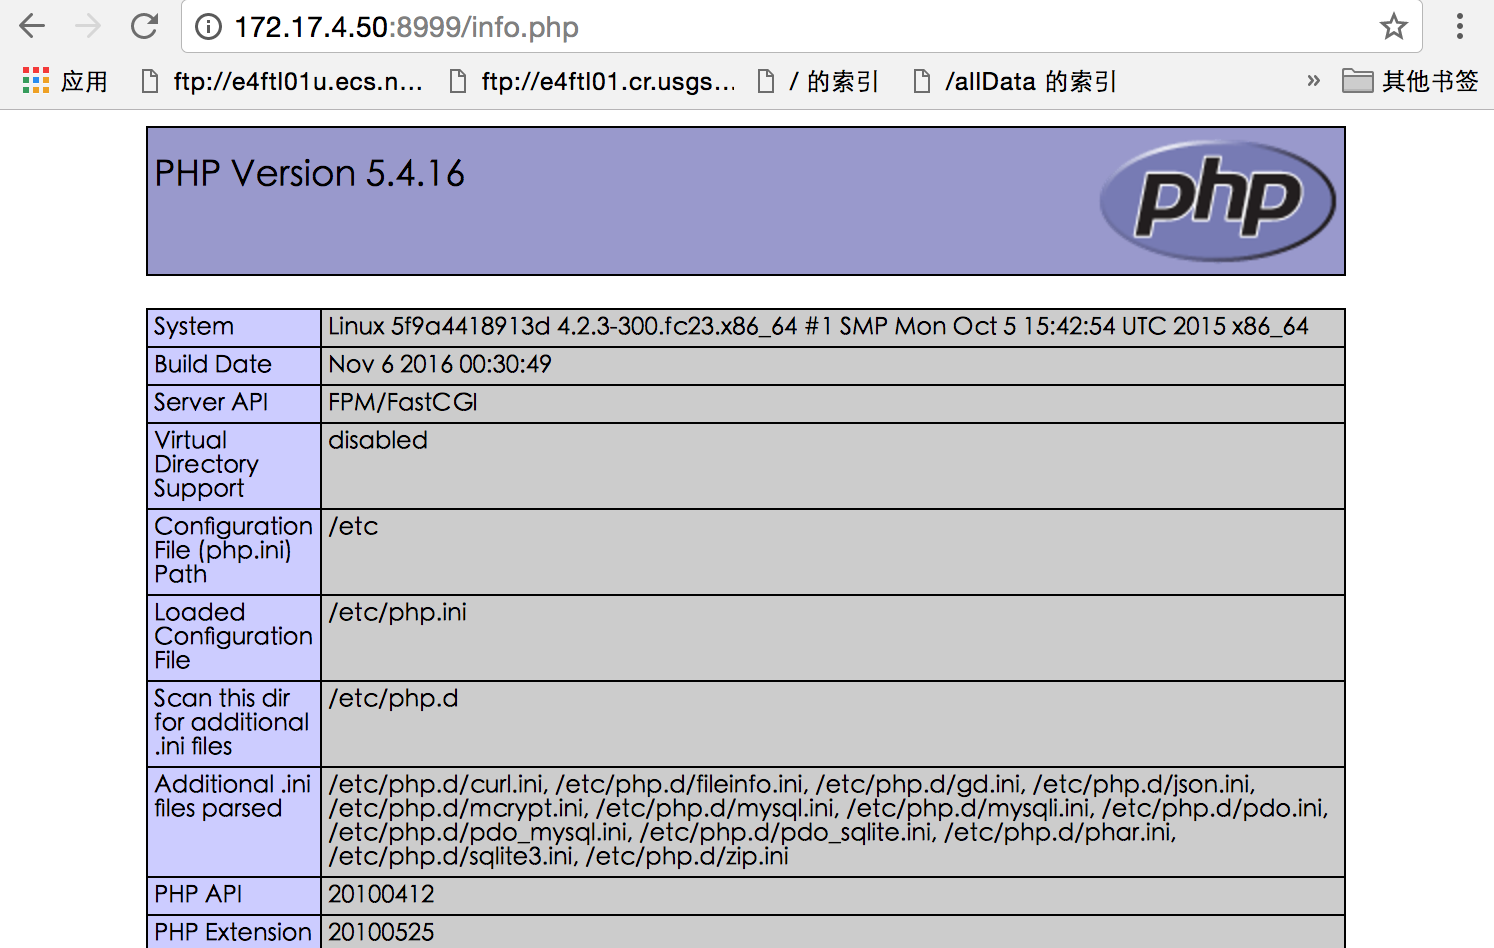 172.17.4.50:8999/info.php
应用 ftp://e4ftl01u.ecs.n... ftp://e4ftl01.cr.usgs... / 的索引 /allData 的索引 » 其他书签
PHP Version 5.4.16
php
System Linux 5f9a4418913d 4.2.3-300.fc23.x86_64 #1 SMP Mon Oct 5 15:42:54 UTC 2015 x86_64
Build Date Nov 6 2016 00:30:49
Server API FPM/FastCGI
Virtual disabled
Directory
Support
Configuration /etc
File (php.ini)
Path
Loaded /etc/php.ini
Configuration
File
Scan this dir /etc/php.d
for additional
.ini files
Additional .ini /etc/php.d/curl.ini, /etc/php.d/fileinfo.ini, /etc/php.d/gd.ini, /etc/php.d/json.ini,
files parsed /etc/php.d/mcrypt.ini, /etc/php.d/mysql.ini, /etc/php.d/mysqli.ini, /etc/php.d/pdo.ini,
/etc/php.d/pdo_mysql.ini, /etc/php.d/pdo_sqlite.ini, /etc/php.d/phar.ini,
/etc/php.d/sqlite3.ini, /etc/php.d/zip.ini
PHP API 20100412
PHP Extension 20100525